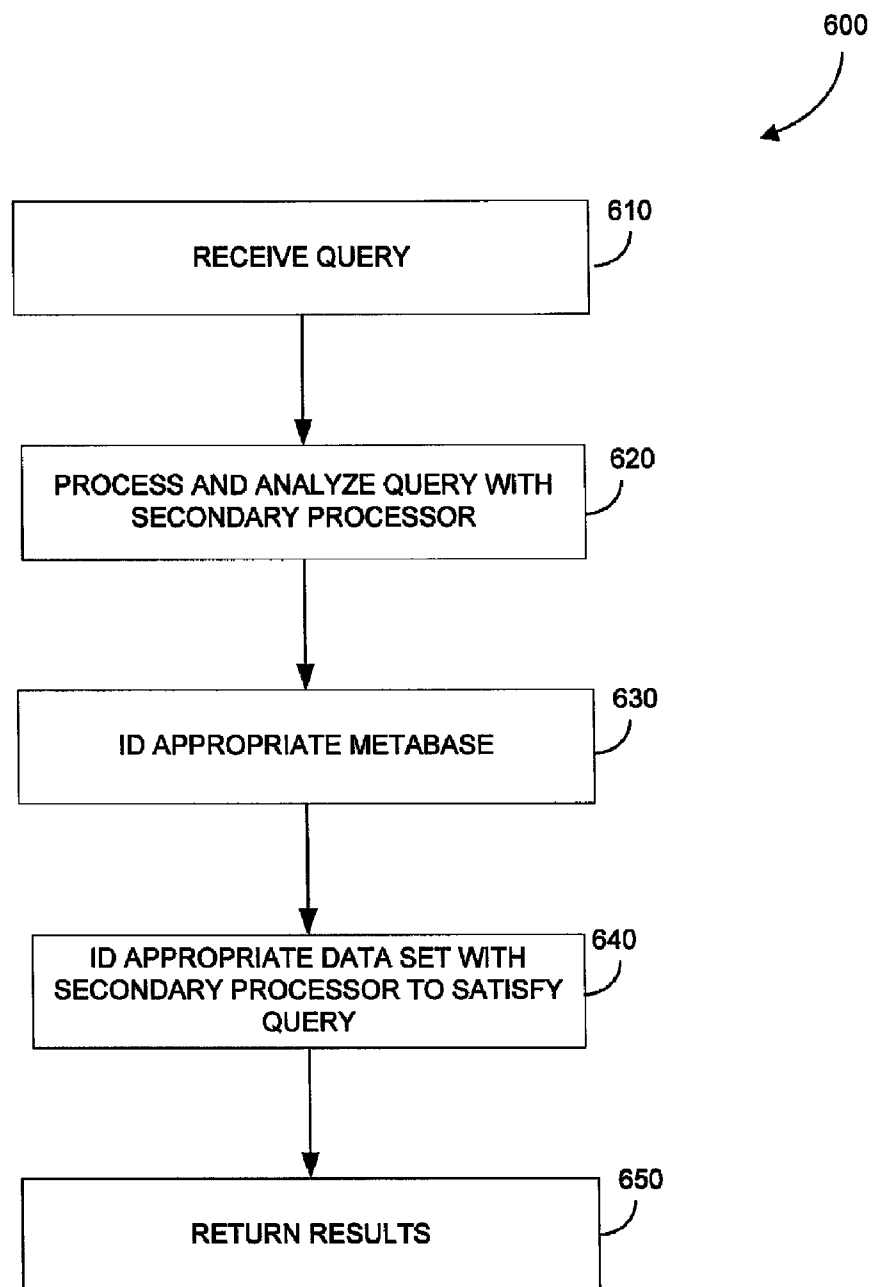 600
610
RECEIVE QUERY
620
PROCESS AND ANALYZE QUERY WITH
SECONDARY PROCESSOR
630
ID APPROPRIATE METABASE
640
ID APPROPRIATE DATA SET WITH
SECONDARY PROCESSOR TO SATISFY
QUERY
650
RETURN RESULTS